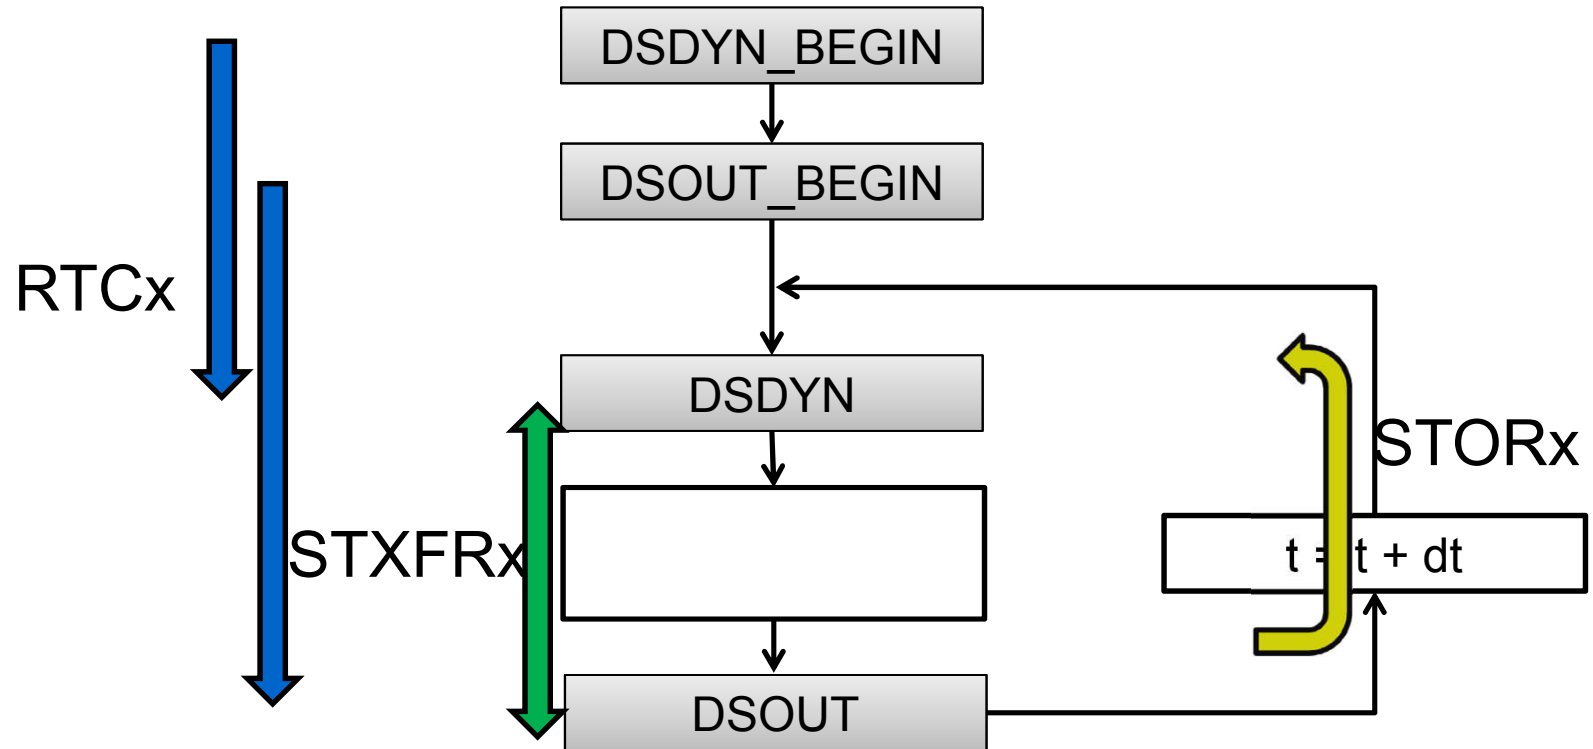 DSDYN_BEGIN
DSOUT_BEGIN
RTCx
DSDYN
STORx
STXFRx
t = t + dt
DSOUT